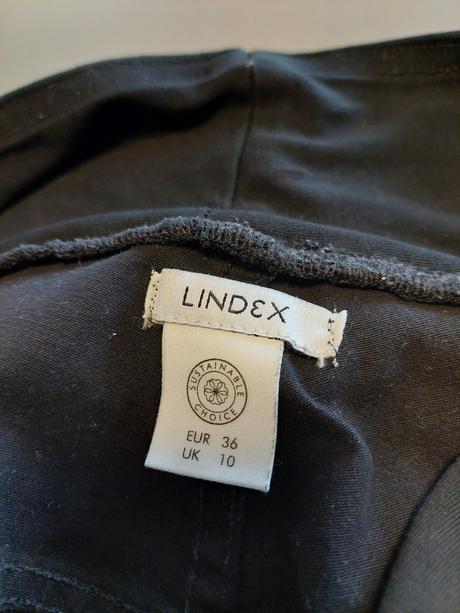 LINDEX
SUSTAINABLE
CHOICE
EUR 36
UK 10